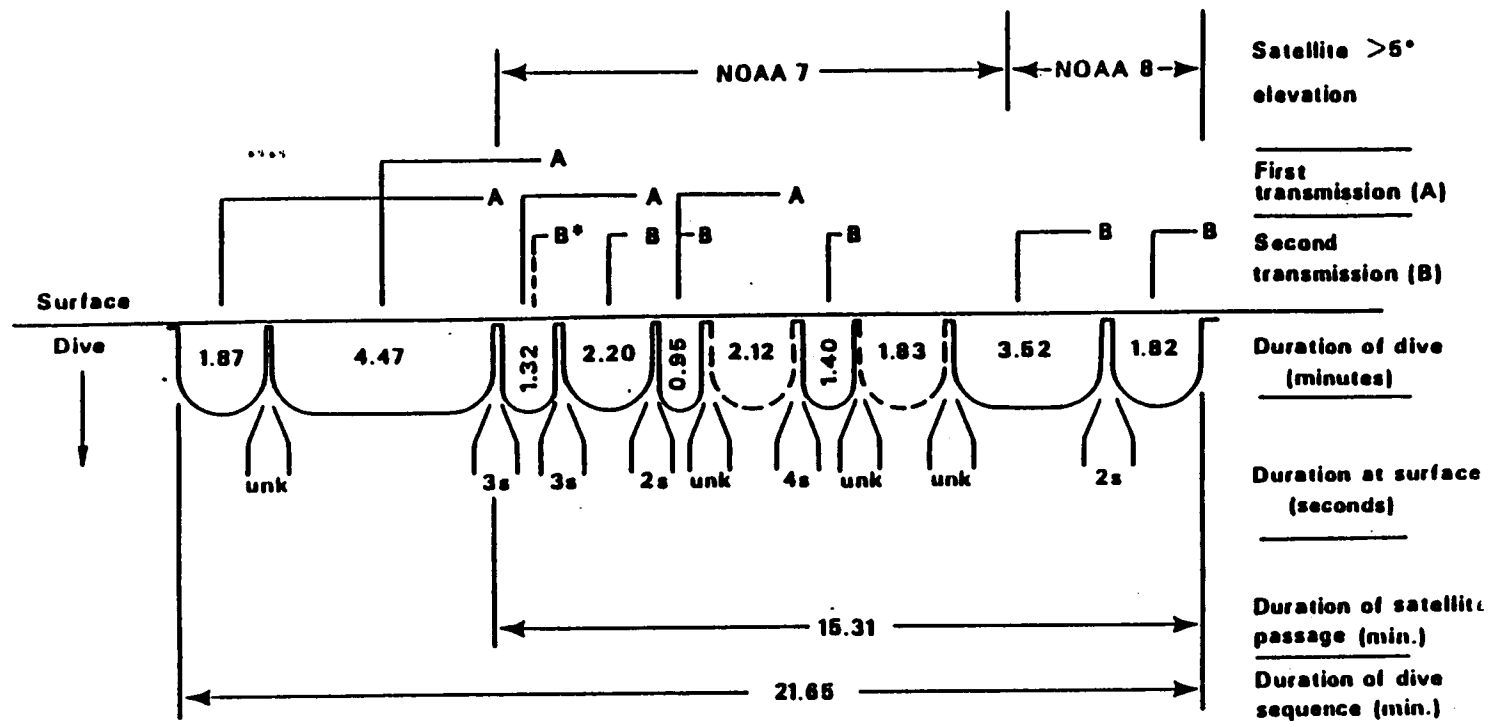 Satellite >5°
elevation
NOAA 7
NOAA 8
First
transmission (A)
A
A
A
A
Second
transmission (B)
B*
B
B
B
B
B
Surface
Dive
Duration of dive
(minutes)
1.87
4.47
1.32
2.20
0.95
2.12
1.40
1.83
3.52
1.82
Duration at surface
(seconds)
unk
3s
3s
2s
unk
4s
unk
unk
2s
Duration of satellite
passage (min.)
15.31
Duration of dive
sequence (min.)
21.65